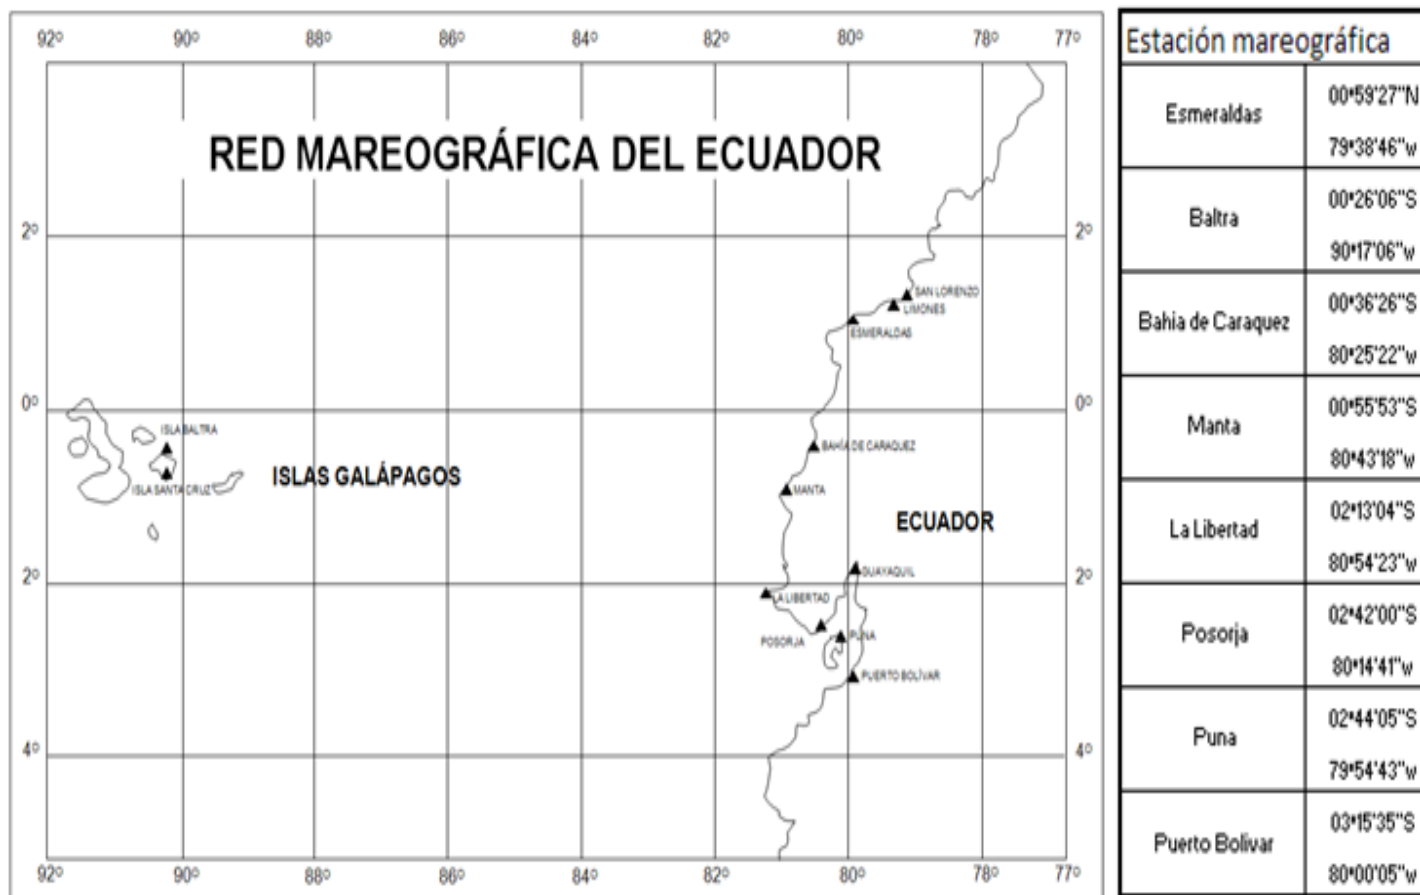 92º 90º 88º 86º 84º 82º 80º 78º 77º
RED MAREOGRÁFICA DEL ECUADOR
2º 2º
SAN LORENZO
LIMONES
ESMERALDAS
0º 0º
ISLA BALTRA
BAHÍA DE CARAQUEZ
ISLAS GALÁPAGOS
ISLA SANTA CRUZ
MANTA
ECUADOR
GUAYAQUIL
2º 2º
LA LIBERTAD
POSORJA
PUNA
PUERTO BOLÍVAR
4º 4º
92º 90º 88º 86º 84º 82º 80º 78º 77º
Estación mareográfica
Esmeraldas
00º59'27"N
79º38'46"w
Baltra
00º26'06"S
90º17'06"w
Bahia de Caraquez
00º36'26"S
80º25'22"w
Manta
00º55'53"S
80º43'18"w
La Libertad
02º13'04"S
80º54'23"w
Posorja
02º42'00"S
80º14'41"w
Puna
02º44'05"S
79º54'43"w
Puerto Bolivar
03º15'35"S
80º00'05"w